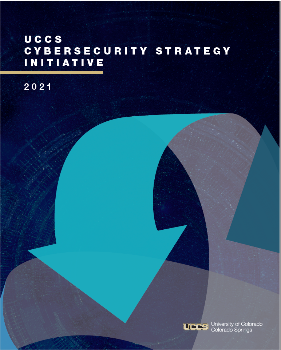 UCCS
CYBERSECURITY STRATEGY
INITIATIVE
2021
UCCS
University of Colorado
Colorado Springs